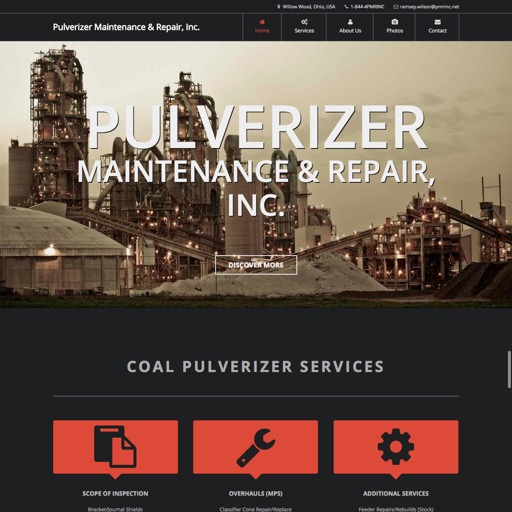 Willow Wood, Ohio, USA 1-844-4PMRINC ramsey.wilson@pmrinc.net
Pulverizer Maintenance & Repair, Inc. Home Services About Us Photos Contact
PULVERIZER
MAINTENANCE & REPAIR,
INC.
DISCOVER MORE
COAL PULVERIZER SERVICES
SCOPE OF INSPECTION OVERHAULS (MPS) ADDITIONAL SERVICES
Bracket/Journal Shields Classifier Cone Repair/Replace Feeder Repairs/Rebuilds (Stock)